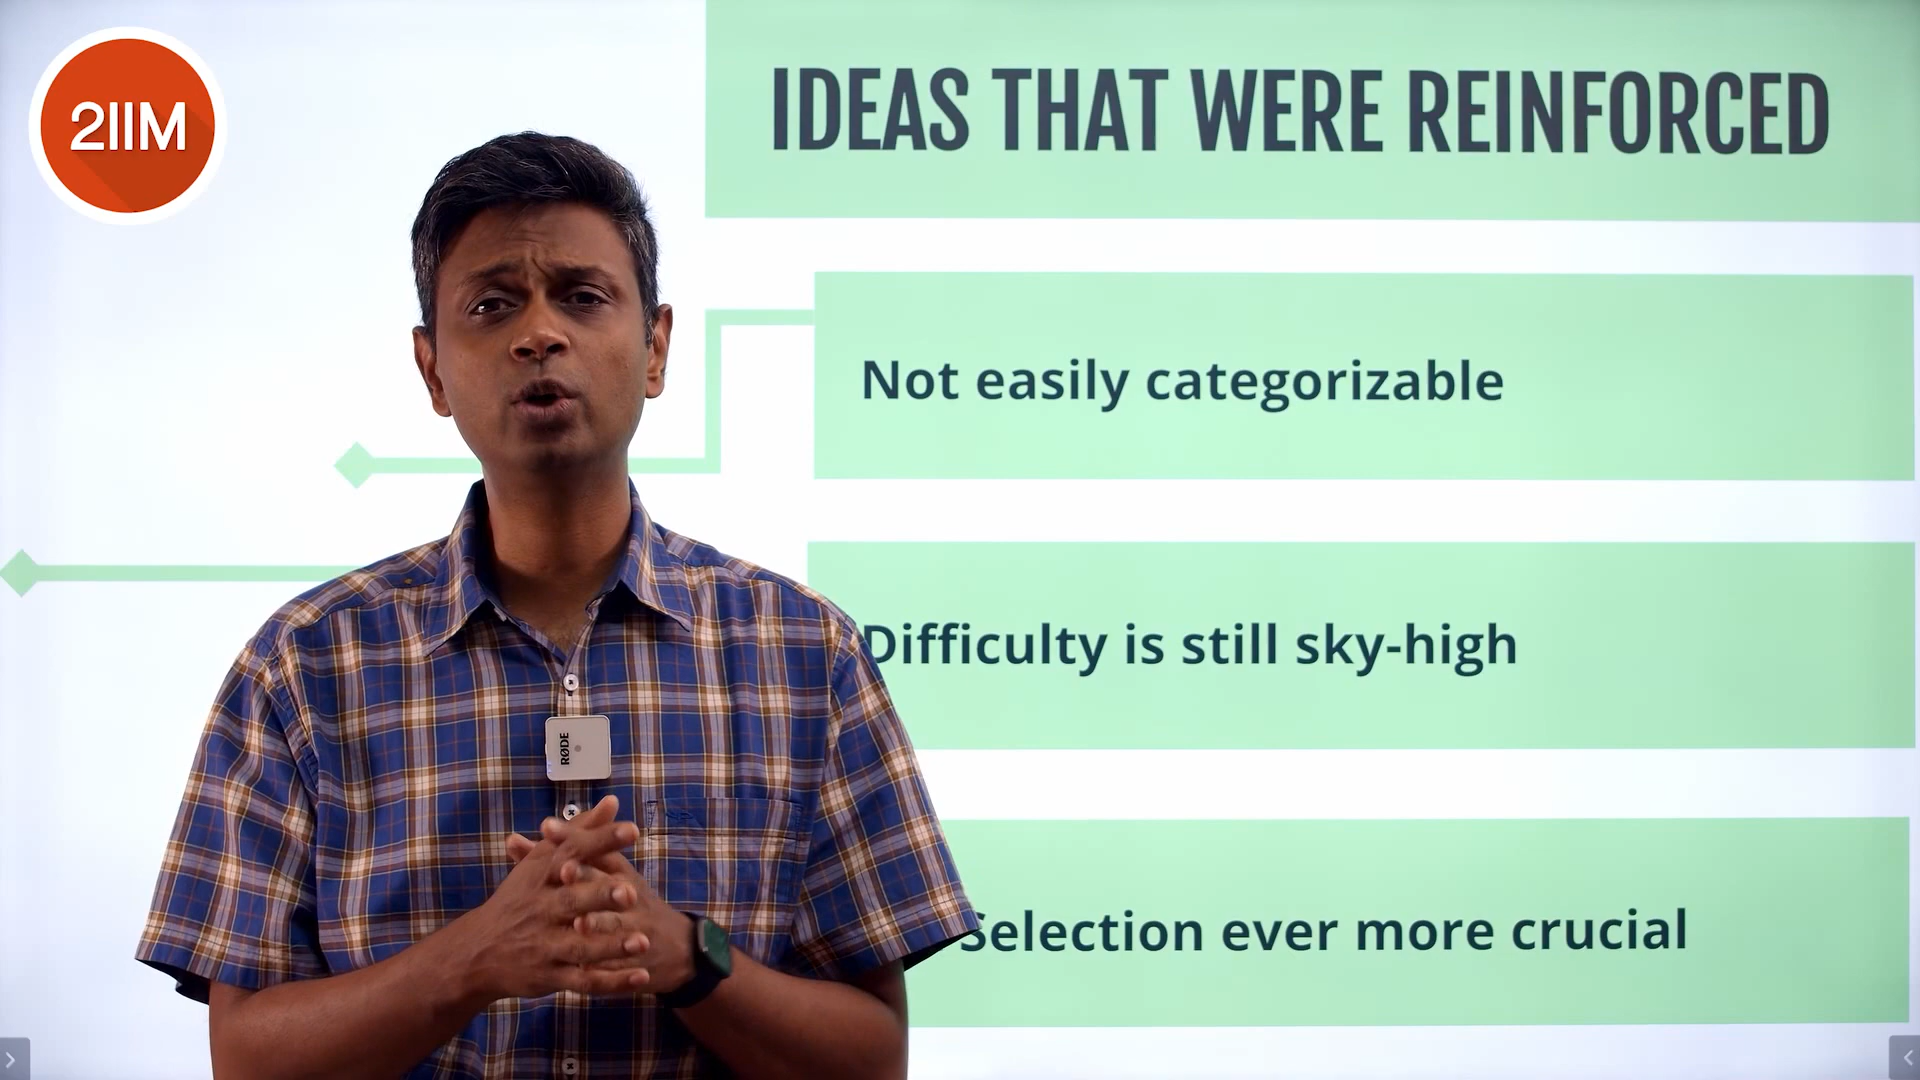 2IIM
IDEAS THAT WERE REINFORCED
Not easily categorizable
Difficulty is still sky-high
Selection ever more crucial
RØDE